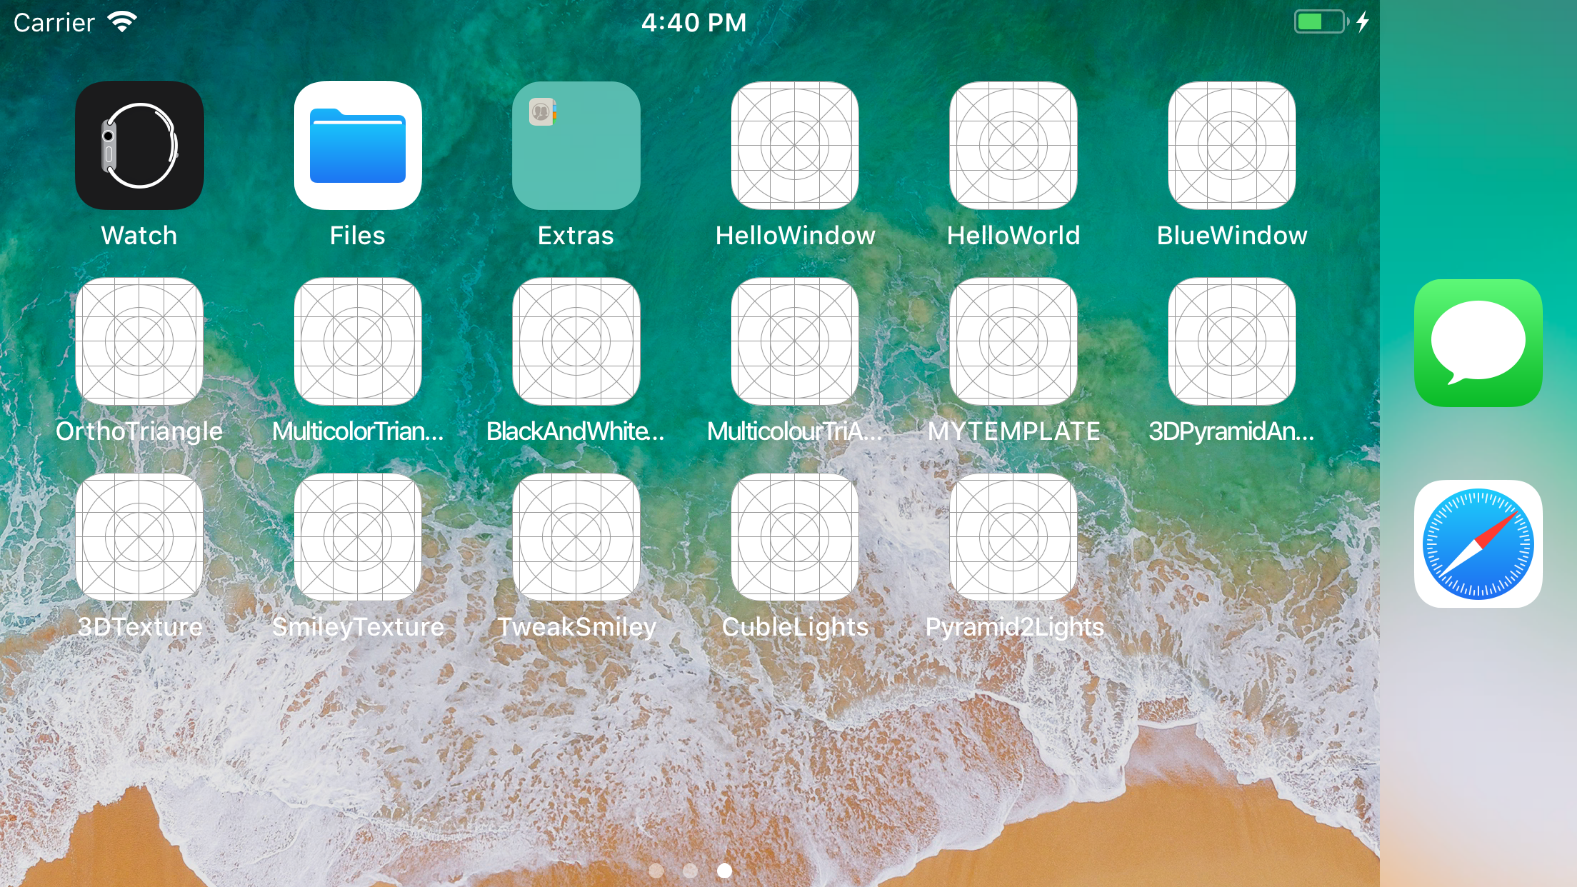 Carrier 4:40 PM
Watch Files Extras HelloWindow HelloWorld BlueWindow
OrthoTriangle MulticolorTrian... BlackAndWhite... MulticolourTriA... MYTEMPLATE 3DPyramidAn...
3DTexture SmileyTexture TweakSmiley CubleLights Pyramid2Lights